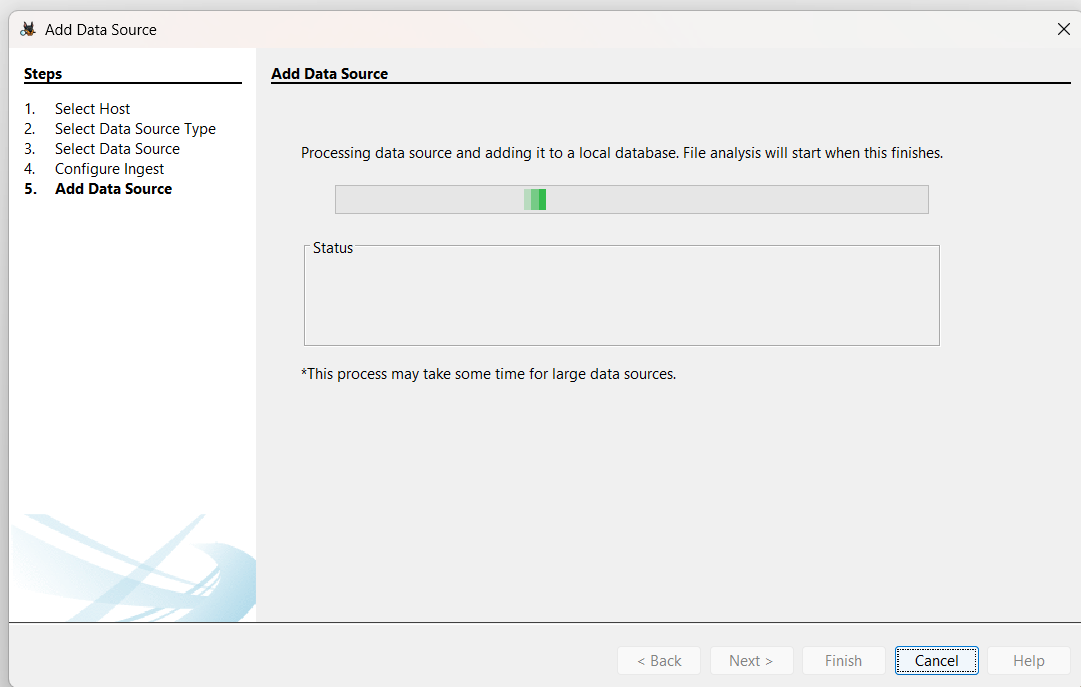 Add Data Source
Steps
1. Select Host
2. Select Data Source Type
3. Select Data Source
4. Configure Ingest
5. Add Data Source
Add Data Source
Processing data source and adding it to a local database. File analysis will start when this finishes.
Status
*This process may take some time for large data sources.
< Back
Next >
Finish
Cancel
Help